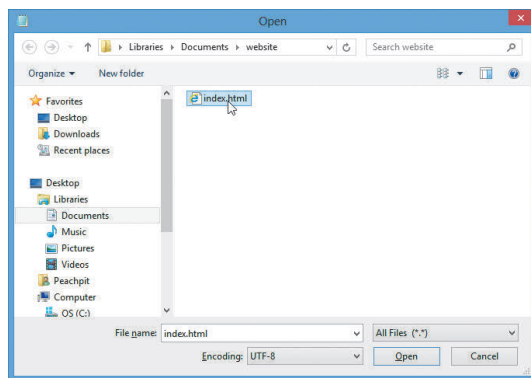 Open
Libraries ▸ Documents ▸ website
Search website
Organize
New folder
Favorites
Desktop
Downloads
Recent places
Desktop
Libraries
Documents
Music
Pictures
Videos
Peachpit
Computer
OS (C:)
index.html
File name: index.html
All Files (*.*)
Encoding: UTF-8
Open
Cancel